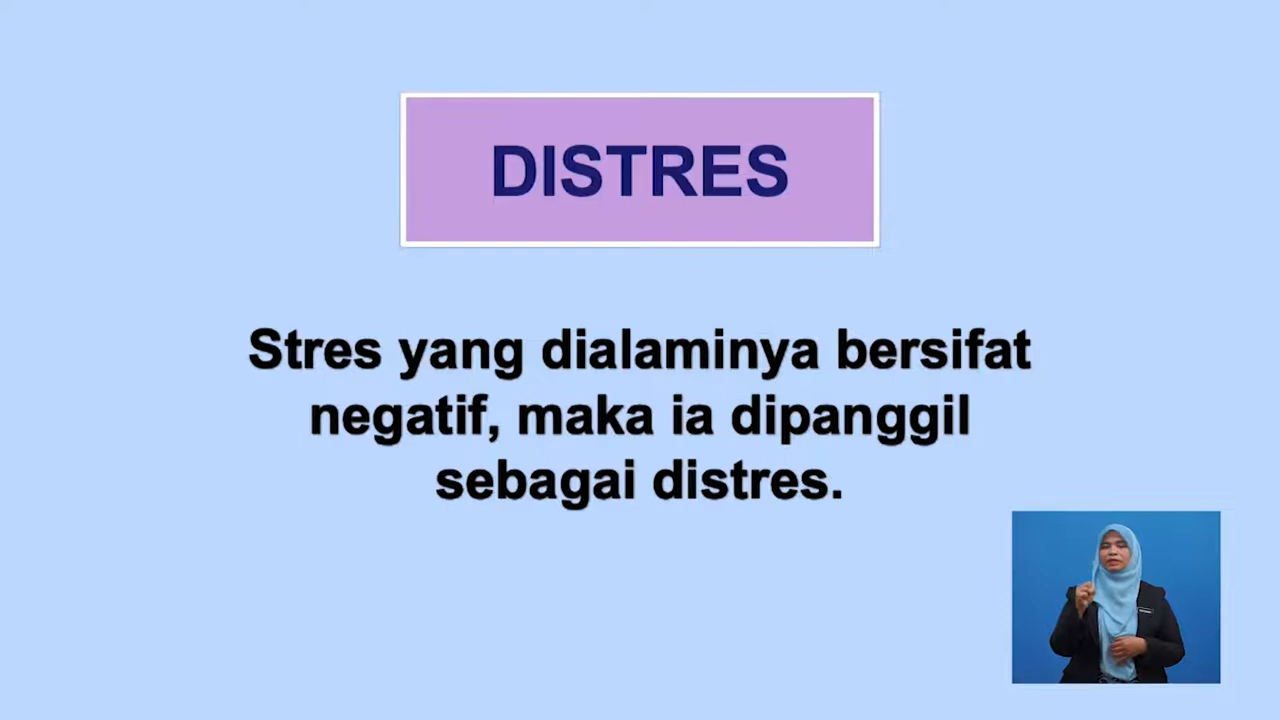 DISTRES
Stres yang dialaminya bersifat
negatif, maka ia dipanggil
sebagai distres.